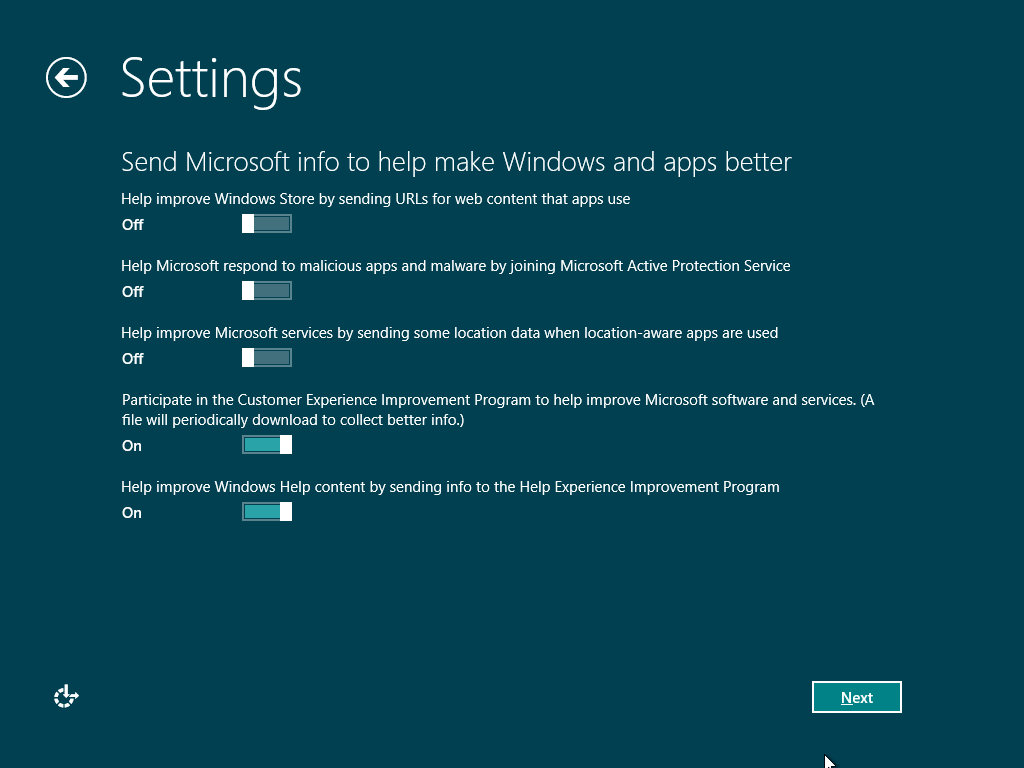 Settings
Send Microsoft info to help make Windows and apps better
Help improve Windows Store by sending URLs for web content that apps use
Off
Help Microsoft respond to malicious apps and malware by joining Microsoft Active Protection Service
Off
Help improve Microsoft services by sending some location data when location-aware apps are used
Off
Participate in the Customer Experience Improvement Program to help improve Microsoft software and services. (A
file will periodically download to collect better info.)
On
Help improve Windows Help content by sending info to the Help Experience Improvement Program
On
Next